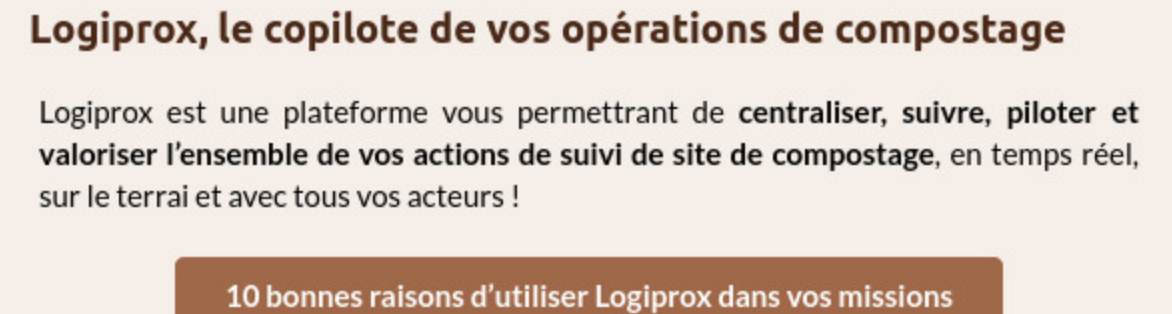 Logiprox, le copilote de vos opérations de compostage
Logiprox est une plateforme vous permettrant de centraliser, suivre, piloter et
valoriser l’ensemble de vos actions de suivi de site de compostage, en temps réel,
sur le terrai et avec tous vos acteurs !
10 bonnes raisons d’utiliser Logiprox dans vos missions